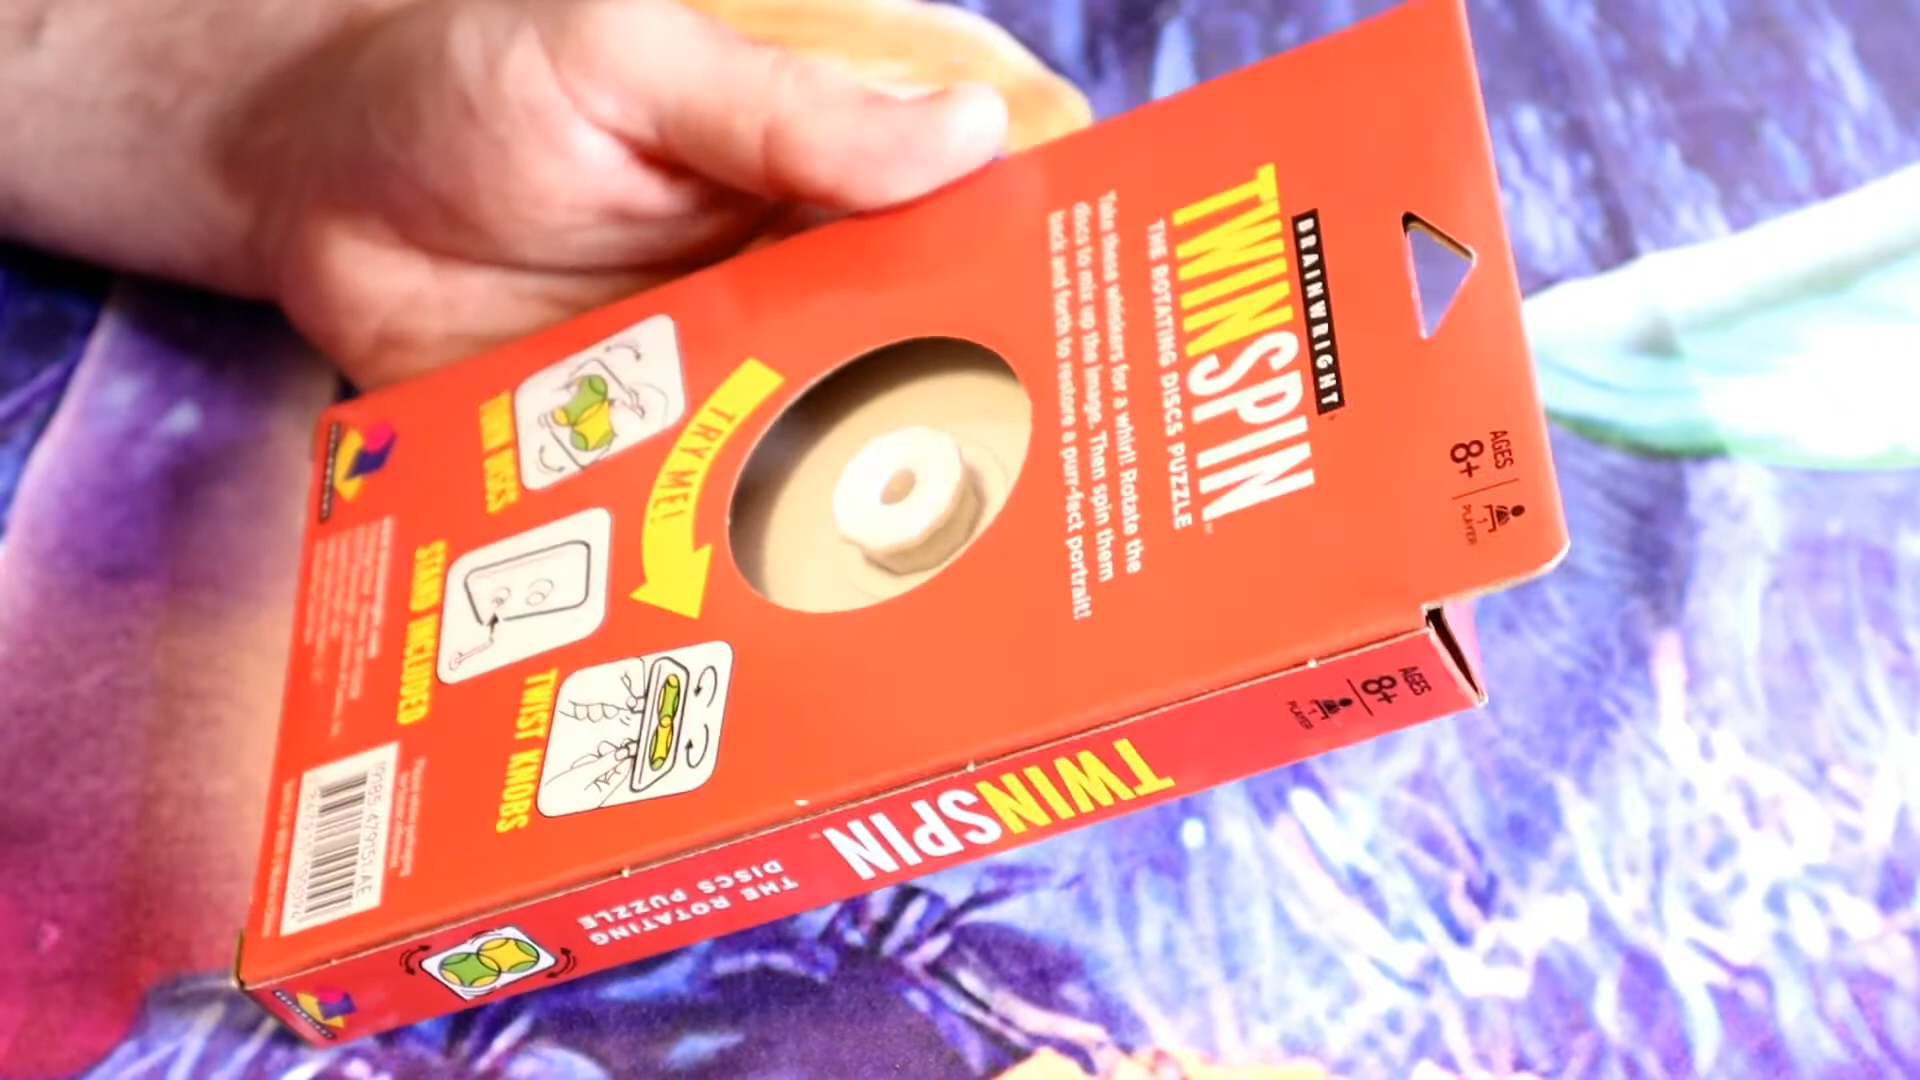 BRAINWRIGHT
TWINSPIN
THE ROTATING DISCS PUZZLE
Take these whiskers for a whirl! Rotate the
discs to mix up the image. Then spin them
back and forth to restore a purr-fect portrait!
AGES
8+
1
PLAYER
TRY ME!
TURN DISCS
STAND INCLUDED
TWIST KNOBS
TWINSPIN
THE ROTATING
DISCS PUZZLE
AGES
8+
1
PLAYER